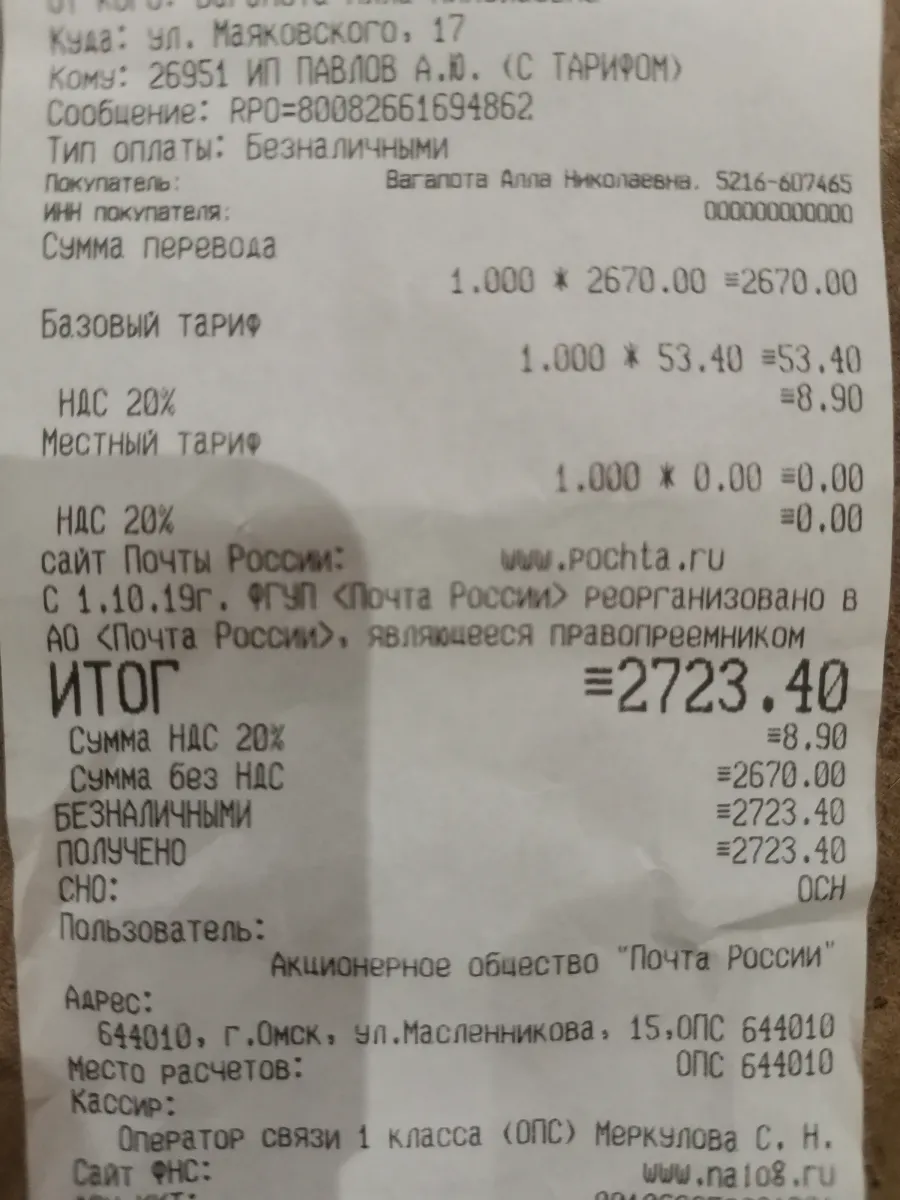 Куда: ул. Маяковского, 17
Кому: 26951 ИП ПАВЛОВ А.Ю. (С ТАРИФОМ)
Сообщение: RPO=80082661694862
Тип оплаты: Безналичными
Покупатель: Вагапота Алла Николаевна. 5216-607465
ИНН покупателя: 000000000000
Сумма перевода
1.000 * 2670.00 ≡2670.00
Базовый тариф
1.000 * 53.40 ≡53.40
НДС 20% ≡8.90
Местный тариф
1.000 * 0.00 ≡0.00
НДС 20% ≡0.00
сайт Почты России: www.pochta.ru
С 1.10.19г. ФГУП <Почта России> реорганизовано в
АО <Почта России>, являющееся правопреемником
ИТОГ ≡2723.40
Сумма НДС 20% ≡8.90
Сумма без НДС ≡2670.00
БЕЗНАЛИЧНЫМИ ≡2723.40
ПОЛУЧЕНО ≡2723.40
СНО: ОСН
Пользователь:
Акционерное общество "Почта России"
Адрес:
644010, г.Омск, ул.Масленникова, 15,ОПС 644010
Место расчетов: ОПС 644010
Кассир:
Оператор связи 1 класса (ОПС) Меркулова С. Н.
Сайт ФНС: www.nalog.ru